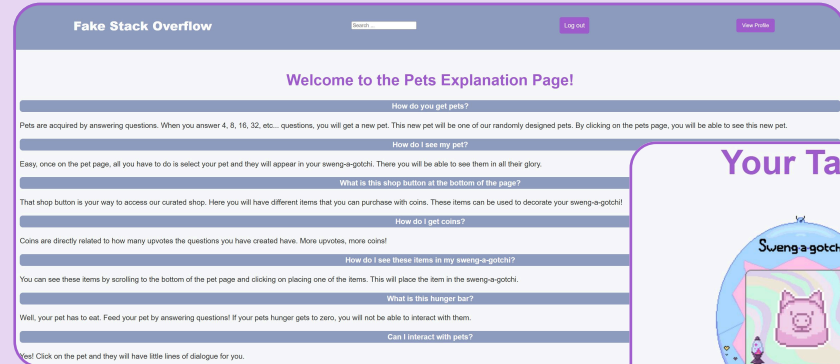 Fake Stack Overflow
Search ...
Log out
View Profile
Welcome to the Pets Explanation Page!
How do you get pets?
Pets are acquired by answering questions. When you answer 4, 8, 16, 32, etc... questions, you will get a new pet. This new pet will be one of our randomly designed pets. By clicking on the pets page, you will be able to see this new pet.
How do I see my pet?
Easy, once on the pet page, all you have to do is select your pet and they will appear in your sweng-a-gotchi. There you will be able to see them in all their glory.
What is this shop button at the bottom of the page?
That shop button is your way to access our curated shop. Here you will have different items that you can purchase with coins. These items can be used to decorate your sweng-a-gotchi!
How do I get coins?
Coins are directly related to how many upvotes the questions you have created have. More upvotes, more coins!
How do I see these items in my sweng-a-gotchi?
You can see these items by scrolling to the bottom of the pet page and clicking on placing one of the items. This will place the item in the sweng-a-gotchi.
What is this hunger bar?
Well, your pet has to eat. Feed your pet by answering questions! If your pets hunger gets to zero, you will not be able to interact with them.
Can I interact with pets?
Yes! Click on the pet and they will have little lines of dialogue for you.
Your Ta
Sweng-a-gotch